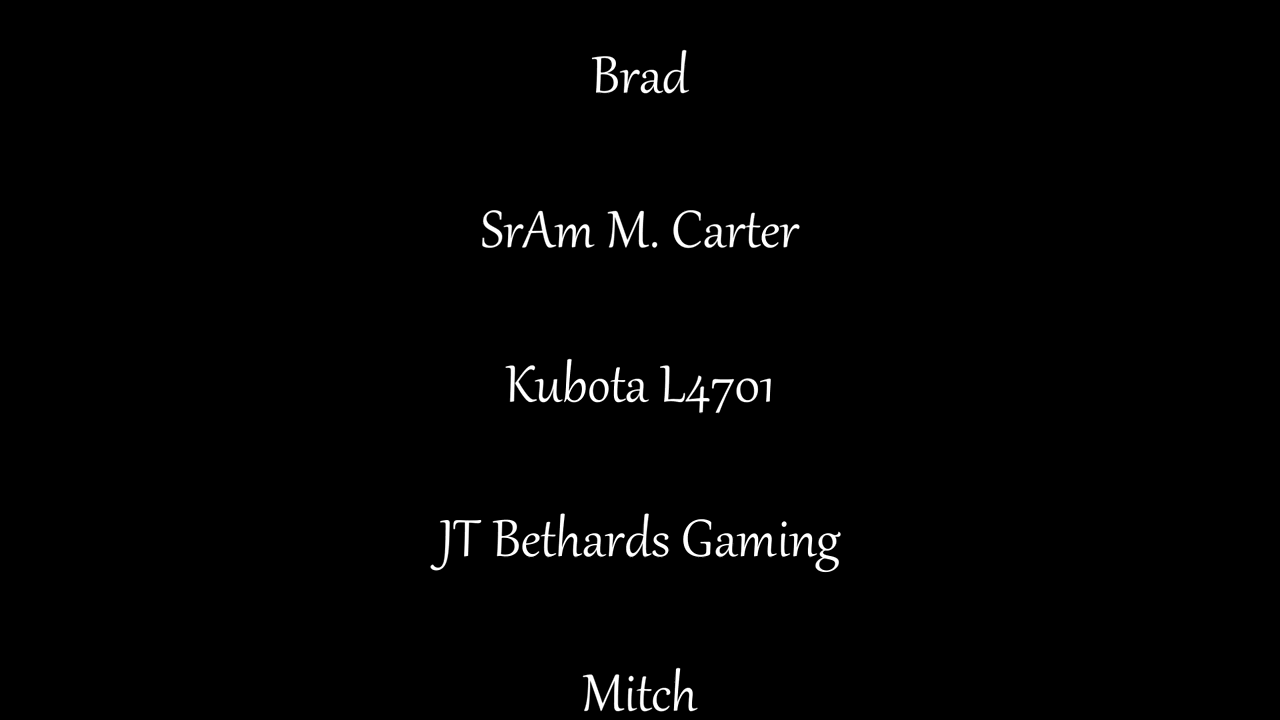 Brad
SrAm M. Carter
Kubota L4701
JT Bethards Gaming
Mitch